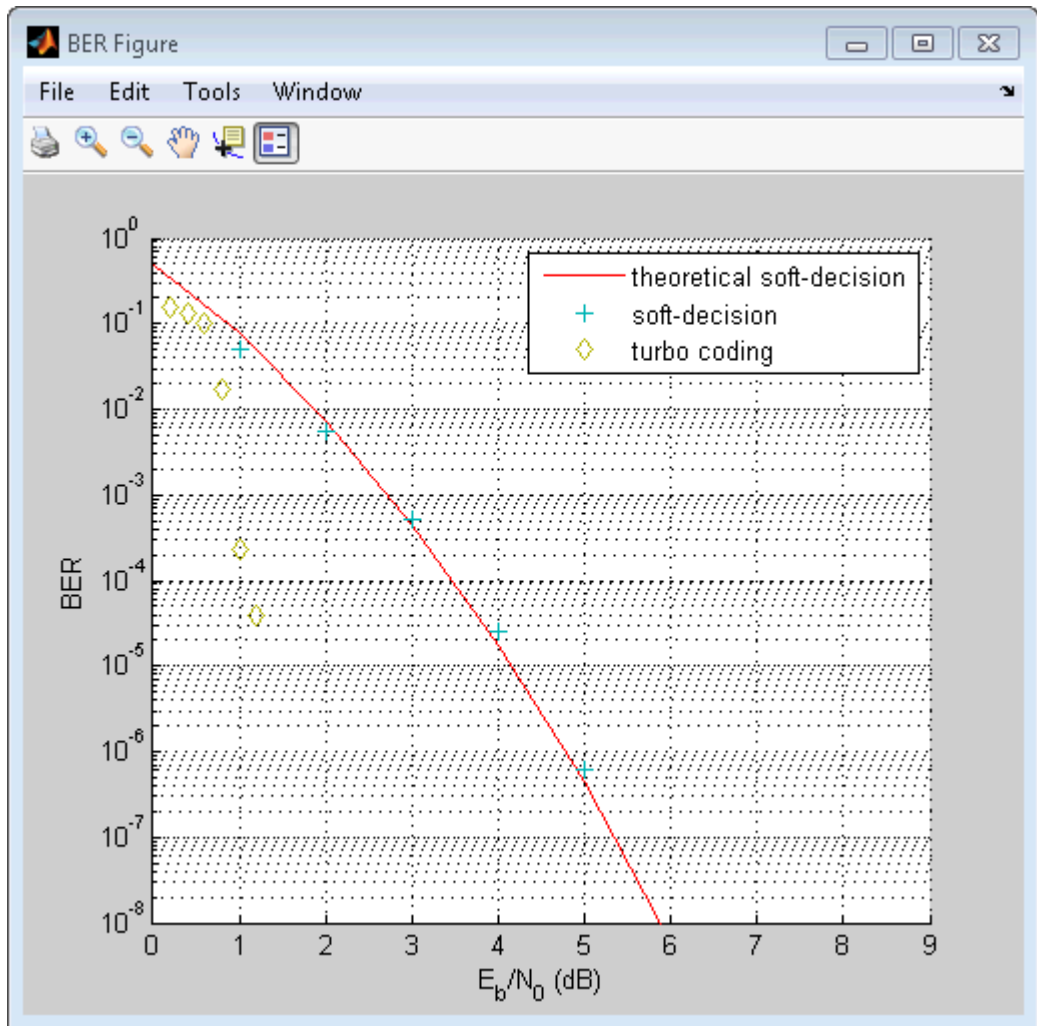 BER Figure
File Edit Tools Window
theoretical soft-decision
soft-decision
turbo coding
10^0
10^-1
10^-2
10^-3
10^-4
10^-5
10^-6
10^-7
10^-8
BER
0 1 2 3 4 5 6 7 8 9
E_b/N_0 (dB)